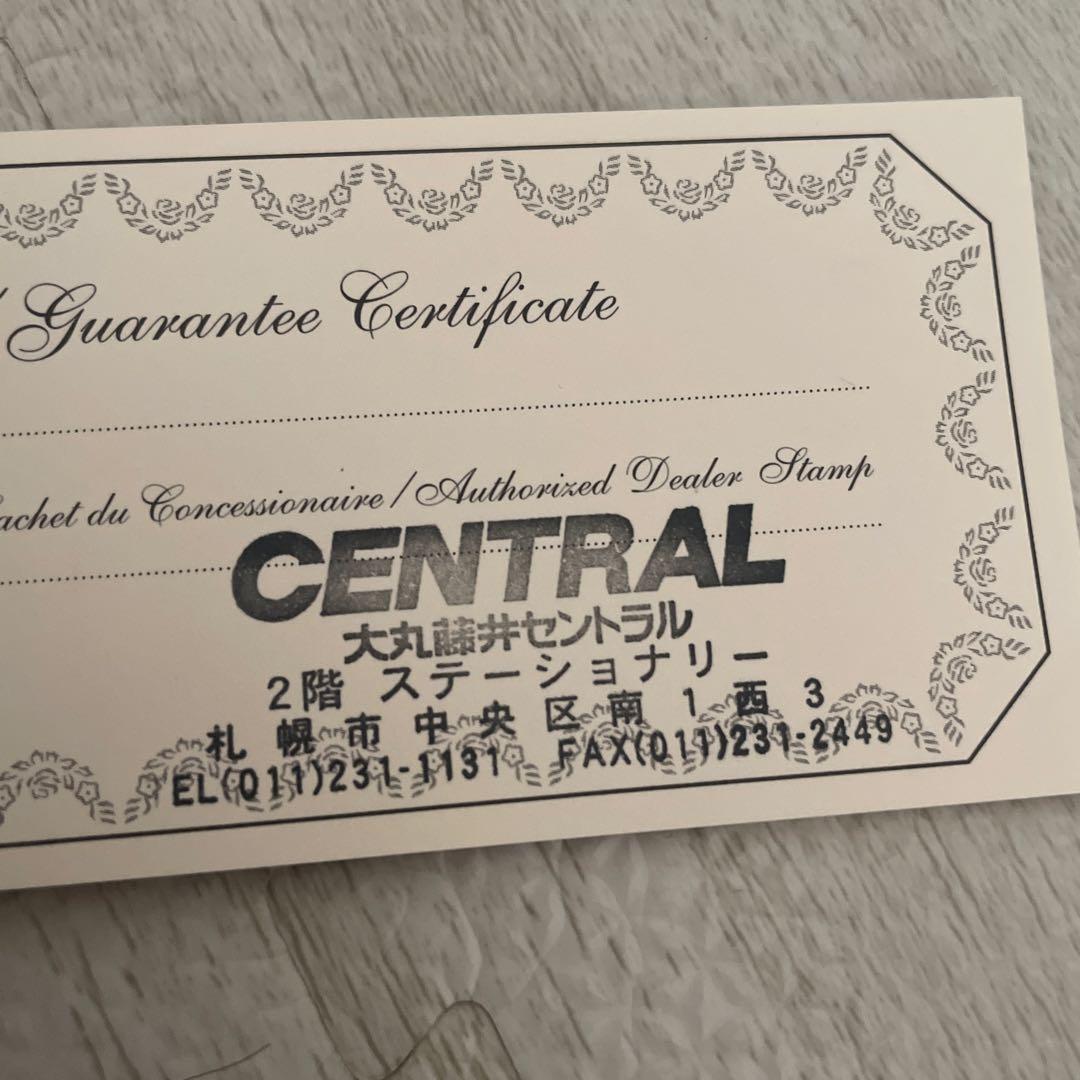 / Guarantee Certificate
achet du Concessionaire / Authorized Dealer Stamp
CENTRAL
大丸藤井セントラル
2階 ステーショナリー
札幌市中央区南1西3
EL(011)231-1131 FAX(011)231-2449